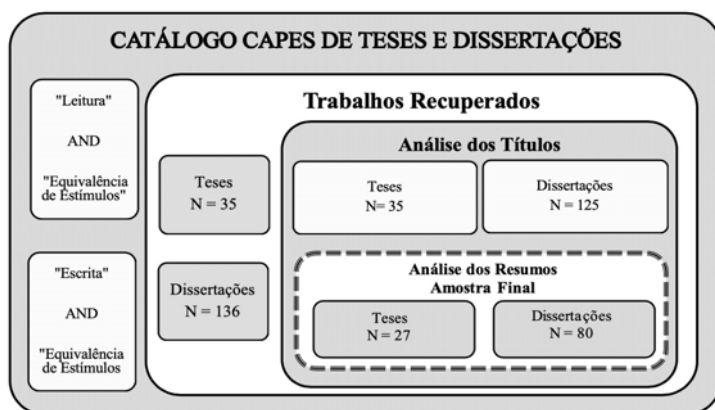 CATÁLOGO CAPES DE TESES E DISSERTAÇÕES
"Leitura"
AND
"Equivalência
de Estímulos"
"Escrita"
AND
"Equivalência
de Estímulos
Trabalhos Recuperados
Teses
N = 35
Dissertações
N = 136
Análise dos Títulos
Teses
N= 35
Dissertações
N = 125
Análise dos Resumos
Amostra Final
Teses
N = 27
Dissertações
N = 80